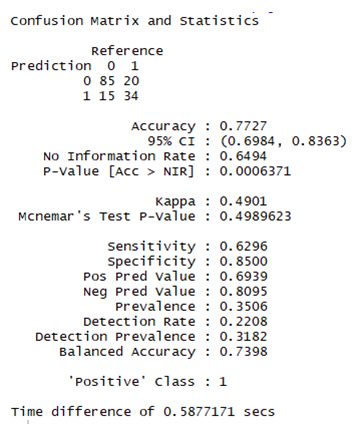 Confusion Matrix and Statistics
Reference
Prediction 0 1
0 85 20
1 15 34
Accuracy : 0.7727
95% CI : (0.6984, 0.8363)
No Information Rate : 0.6494
P-Value [Acc > NIR] : 0.0006371
Kappa : 0.4901
Mcnemar's Test P-Value : 0.4989623
Sensitivity : 0.6296
Specificity : 0.8500
Pos Pred Value : 0.6939
Neg Pred Value : 0.8095
Prevalence : 0.3506
Detection Rate : 0.2208
Detection Prevalence : 0.3182
Balanced Accuracy : 0.7398
'Positive' Class : 1
Time difference of 0.5877171 secs